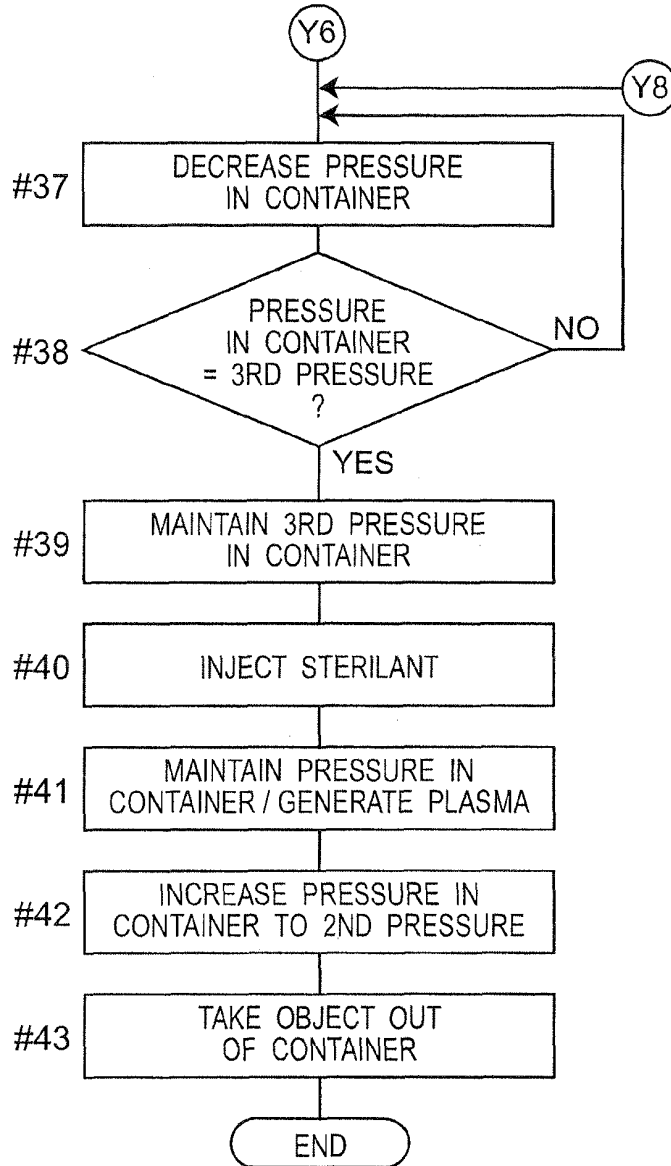 Y6
Y8
#37
DECREASE PRESSURE
IN CONTAINER
#38
PRESSURE
IN CONTAINER
= 3RD PRESSURE
?
NO
YES
#39
MAINTAIN 3RD PRESSURE
IN CONTAINER
#40
INJECT STERILANT
#41
MAINTAIN PRESSURE IN
CONTAINER / GENERATE PLASMA
#42
INCREASE PRESSURE IN
CONTAINER TO 2ND PRESSURE
#43
TAKE OBJECT OUT
OF CONTAINER
END